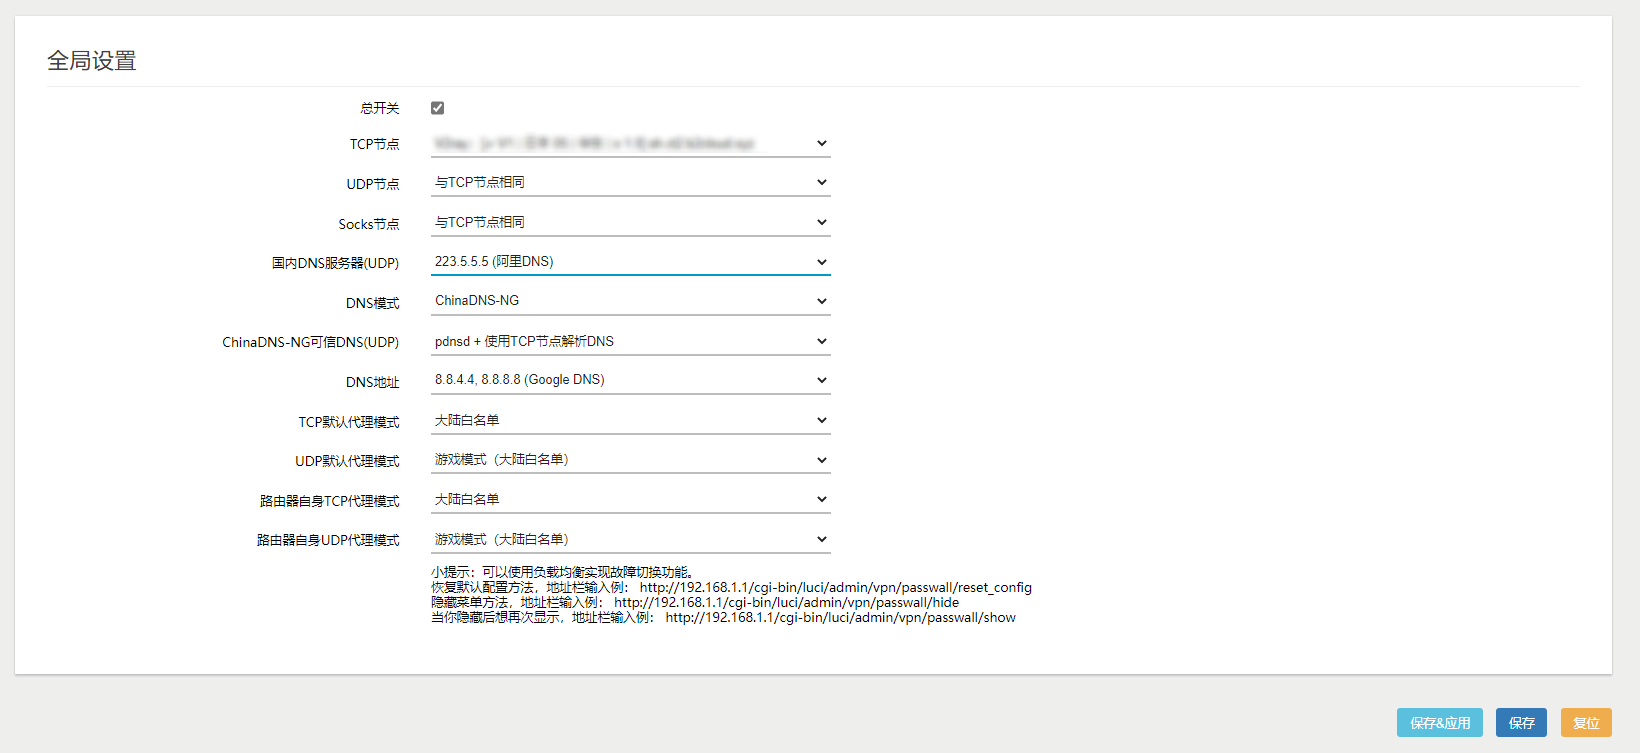 全局设置
总开关
TCP节点
UDP节点 与TCP节点相同
Socks节点 与TCP节点相同
国内DNS服务器(UDP) 223.5.5.5 (阿里DNS)
DNS模式 ChinaDNS-NG
ChinaDNS-NG可信DNS(UDP) pdnsd + 使用TCP节点解析DNS
DNS地址 8.8.4.4, 8.8.8.8 (Google DNS)
TCP默认代理模式 大陆白名单
UDP默认代理模式 游戏模式（大陆白名单）
路由器自身TCP代理模式 大陆白名单
路由器自身UDP代理模式 游戏模式（大陆白名单）
小提示：可以使用负载均衡实现故障切换功能。
恢复默认配置方法，地址栏输入例： http://192.168.1.1/cgi-bin/luci/admin/vpn/passwall/reset_config
隐藏菜单方法，地址栏输入例： http://192.168.1.1/cgi-bin/luci/admin/vpn/passwall/hide
当你隐藏后想再次显示，地址栏输入例： http://192.168.1.1/cgi-bin/luci/admin/vpn/passwall/show
保存&应用 保存 复位